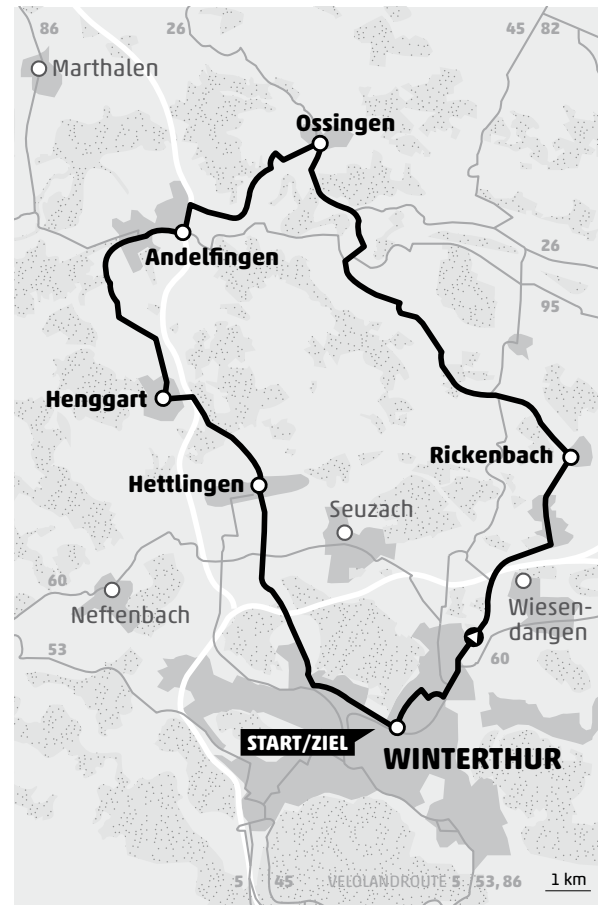 86
26
45 82
Marthalen
Ossingen
Andelfingen
26
95
Henggart
Rickenbach
Hettlingen
Seuzach
60
Neftenbach
Wiesen-
dangen
53
60
START/ZIEL
WINTERTHUR
5 45 VELOLANDROUTE 5 53, 86
1 km